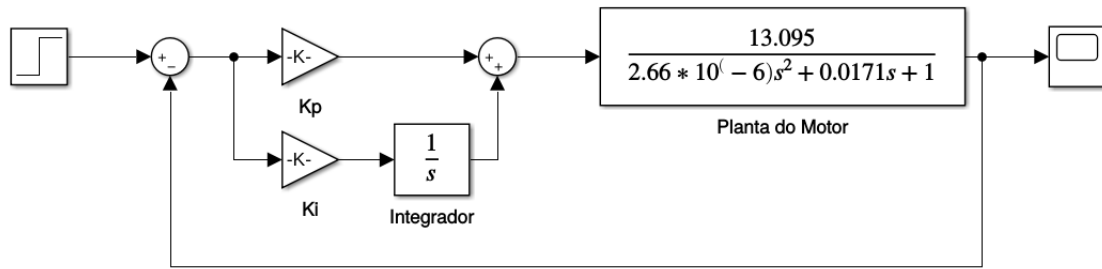 13.095
2.66 * 10^( − 6)s^2 + 0.0171s + 1
Planta do Motor
+
−
-K-
Kp
+
+
-K-
Ki
1
s
Integrador